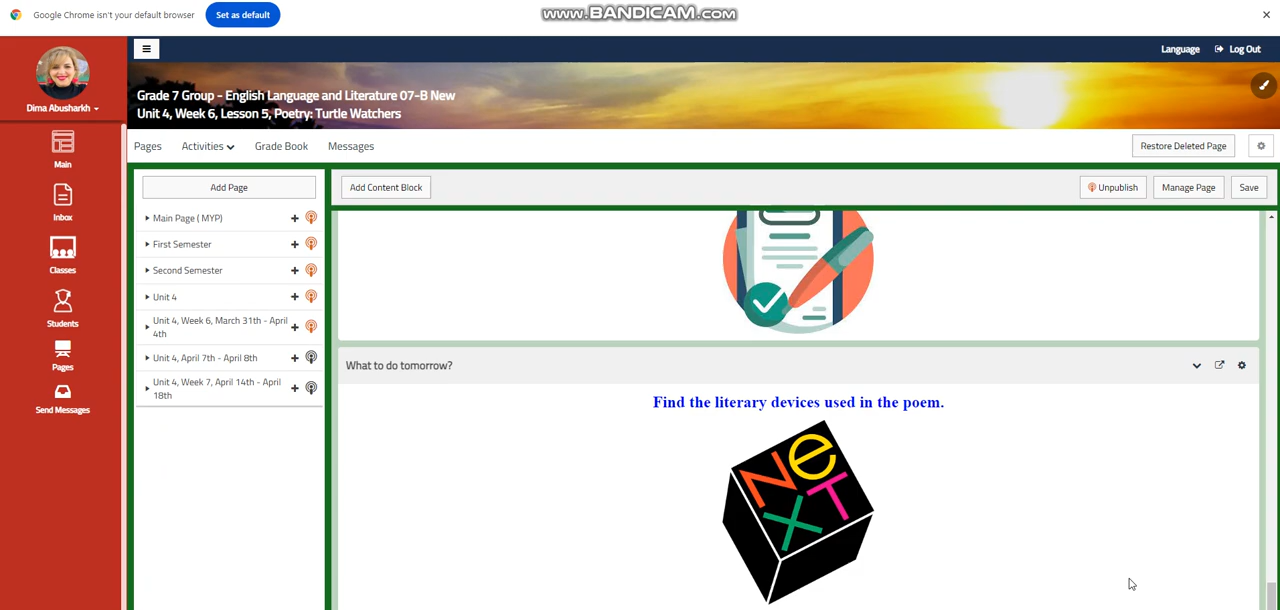 Google Chrome isn't your default browser
Set as default
www.BANDICAM.com
Language
Log Out
Dima Abusharkh
Grade 7 Group - English Language and Literature 07-B New
Unit 4, Week 6, Lesson 5, Poetry: Turtle Watchers
Pages
Activities
Grade Book
Messages
Restore Deleted Page
Main
Inbox
Classes
Students
Pages
Send Messages
Add Page
Main Page ( MYP)
First Semester
Second Semester
Unit 4
Unit 4, Week 6, March 31th - April
4th
Unit 4, April 7th - April 8th
Unit 4, Week 7, April 14th - April
18th
Add Content Block
Unpublish
Manage Page
Save
What to do tomorrow?
Find the literary devices used in the poem.
NeXT